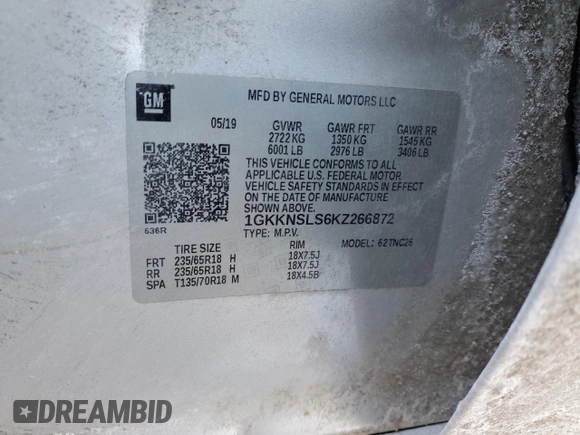 GM
MFD BY GENERAL MOTORS LLC
05/19 GVWR GAWR FRT GAWR RR
2722 KG 1350 KG 1545 KG
6001 LB 2976 LB 3406 LB
THIS VEHICLE CONFORMS TO ALL
APPLICABLE U.S. FEDERAL MOTOR
VEHICLE SAFETY STANDARDS IN EFFECT
ON THE DATE OF MANUFACTURE
SHOWN ABOVE.
636R 1GKKNSLS6KZ266872
TYPE: M.P.V. MODEL: 62TNC26
TIRE SIZE RIM
FRT 235/65R18 H 18X7.5J
RR 235/65R18 H 18X7.5J
SPA T135/70R18 M 18X4.5B
DREAMBID